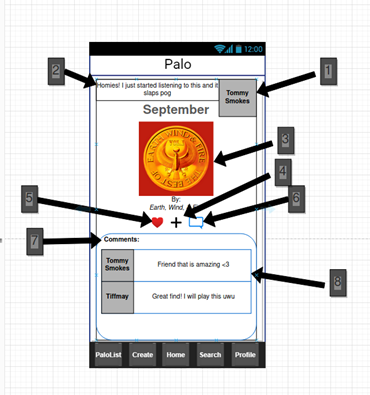 12:00
Palo
2
Homies! I just started listening to this and it
slaps pog
Tommy
Smokes
1
September
EARTH, WIND & FIRE
THE BEST OF
3
4
By:
Earth, Wind,
5
6
7
Comments:
Tommy
Smokes
Friend that is amazing <3
Tiffmay
Great find! I will play this uwu
8
PaloList
Create
Home
Search
Profile